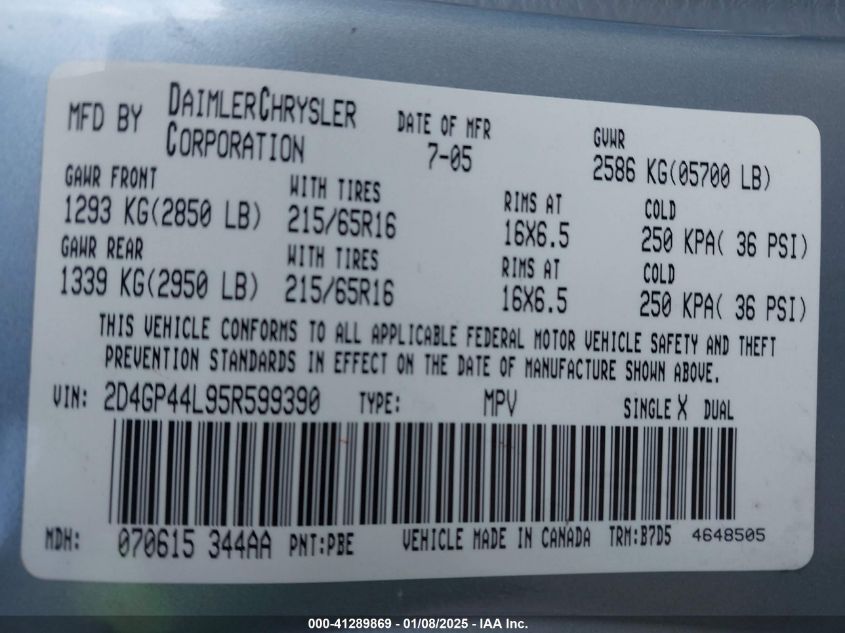 MFD BY DAIMLERCHRYSLER CORPORATION DATE OF MFR 7-05 GVWR 2586 KG(05700 LB)
GAWR FRONT WITH TIRES RIMS AT COLD
1293 KG(2850 LB) 215/65R16 16X6.5 250 KPA( 36 PSI)
GAWR REAR WITH TIRES RIMS AT COLD
1339 KG(2950 LB) 215/65R16 16X6.5 250 KPA( 36 PSI)
THIS VEHICLE CONFORMS TO ALL APPLICABLE FEDERAL MOTOR VEHICLE SAFETY AND THEFT
PREVENTION STANDARDS IN EFFECT ON THE DATE OF MANUFACTURE SHOWN ABOVE.
VIN: 2D4GP44L95R599390 TYPE: MPV SINGLE X DUAL
MDH: 070615 344AA PNT:PBE VEHICLE MADE IN CANADA TRM:B7D5 4648505
000-41289869 - 01/08/2025 - IAA Inc.